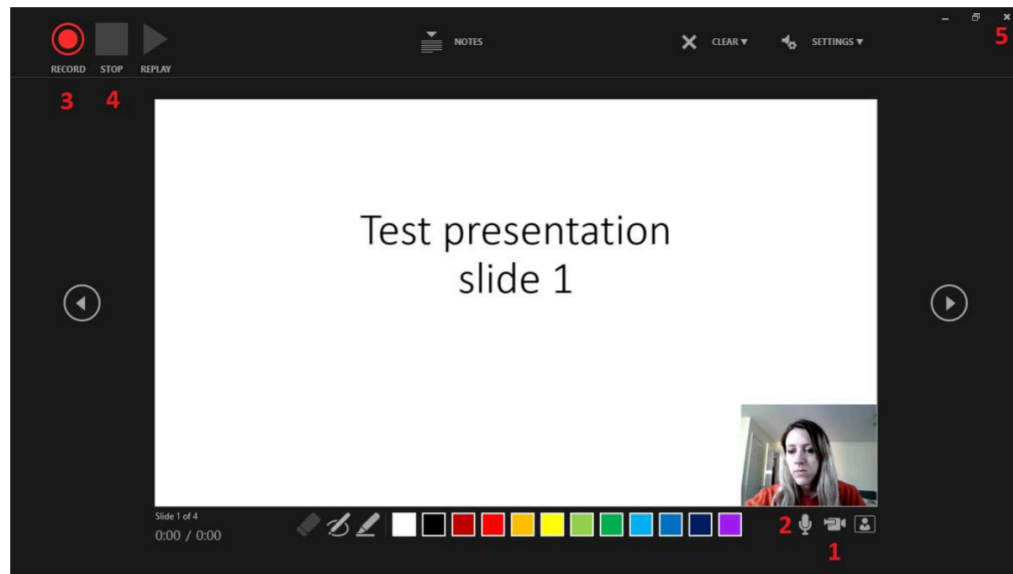 NOTES
CLEAR
SETTINGS
5
RECORD STOP REPLAY
3 4
Test presentation
slide 1
Slide 1 of 4
0:00 / 0:00
2
1